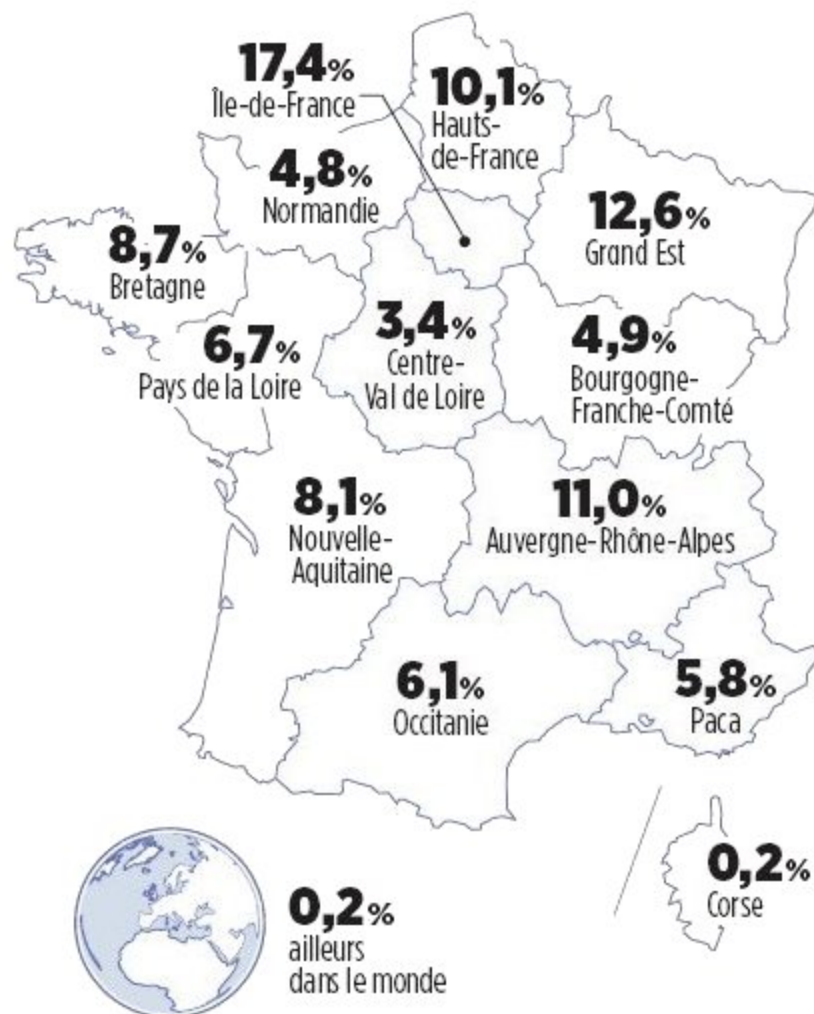 17,4%
Île-de-France
10,1%
Hauts-
de-France
4,8%
Normandie
12,6%
Grand Est
8,7%
Bretagne
6,7%
Pays de la Loire
3,4%
Centre-
Val de Loire
4,9%
Bourgogne-
Franche-Comté
8,1%
Nouvelle-
Aquitaine
11,0%
Auvergne-Rhône-Alpes
6,1%
Occitanie
5,8%
Paca
0,2%
Corse
0,2%
ailleurs
dans le monde